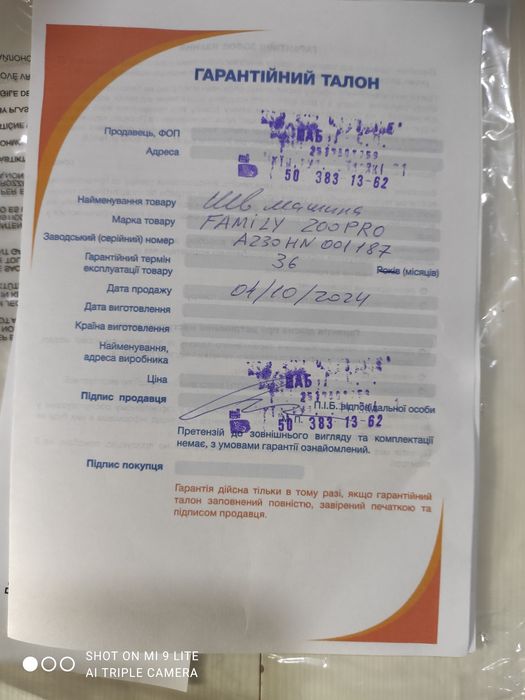 ГАРАНТІЙНИЙ ТАЛОН
Продавець, ФОП
ШАБ
Адреса
50 383 13-62
Найменування товару Шв машина
Марка товару FAMILY 200PRO
Заводський (серійний) номер A230HN001187
Гарантійний термін
експлуатації товару 36 Років (місяців)
Дата продажу 04/10/2024
Дата виготовлення
Країна виготовлення
Найменування,
адреса виробника
Ціна
ШАБ
Підпис продавця
П.І.Б. відповідальної особи
М.П.
50 383 13-62
Претензій до зовнішнього вигляду та комплектації
немає, з умовами гарантії ознайомлений.
Підпис покупця
Гарантія дійсна тільки в тому разі, якщо гарантійний
талон заповнений повністю, завірений печаткою та
підписом продавця.
SHOT ON MI 9 LITE
AI TRIPLE CAMERA